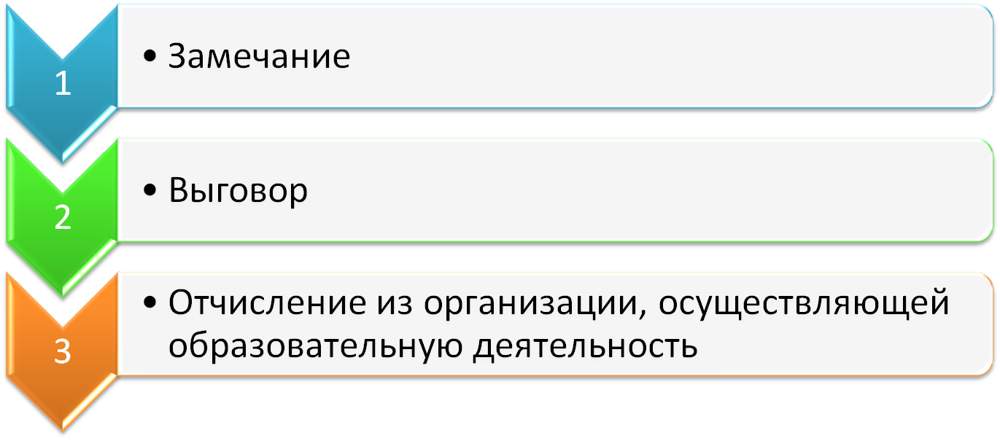 1
• Замечание
2
• Выговор
3
• Отчисление из организации, осуществляющей
образовательную деятельность